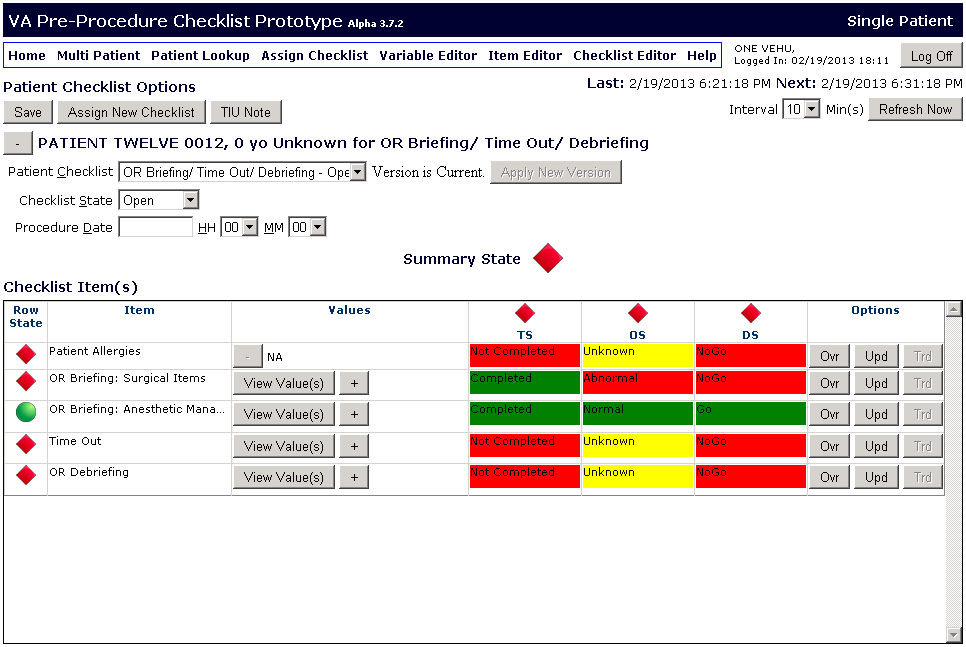 VA Pre-Procedure Checklist Prototype Alpha 3.7.2 Single Patient
Home Multi Patient Patient Lookup Assign Checklist Variable Editor Item Editor Checklist Editor Help
ONE VEHU,
Logged In: 02/19/2013 18:11
Log Off
Patient Checklist Options
Last: 2/19/2013 6:21:18 PM Next: 2/19/2013 6:31:18 PM
Save Assign New Checklist TIU Note
Interval 10 Min(s) Refresh Now
- PATIENT TWELVE 0012, 0 yo Unknown for OR Briefing/ Time Out/ Debriefing
Patient Checklist OR Briefing/ Time Out/ Debriefing - Ope Version is Current. Apply New Version
Checklist State Open
Procedure Date HH 00 MM 00
Summary State
Checklist Item(s)
Row State Item Values TS OS DS Options
Patient Allergies - NA Not Completed Unknown NoGo Ovr Upd Trd
OR Briefing: Surgical Items View Value(s) + Completed Abnormal NoGo Ovr Upd Trd
OR Briefing: Anesthetic Mana... View Value(s) + Completed Normal Go Ovr Upd Trd
Time Out View Value(s) + Not Completed Unknown NoGo Ovr Upd Trd
OR Debriefing View Value(s) + Not Completed Unknown NoGo Ovr Upd Trd